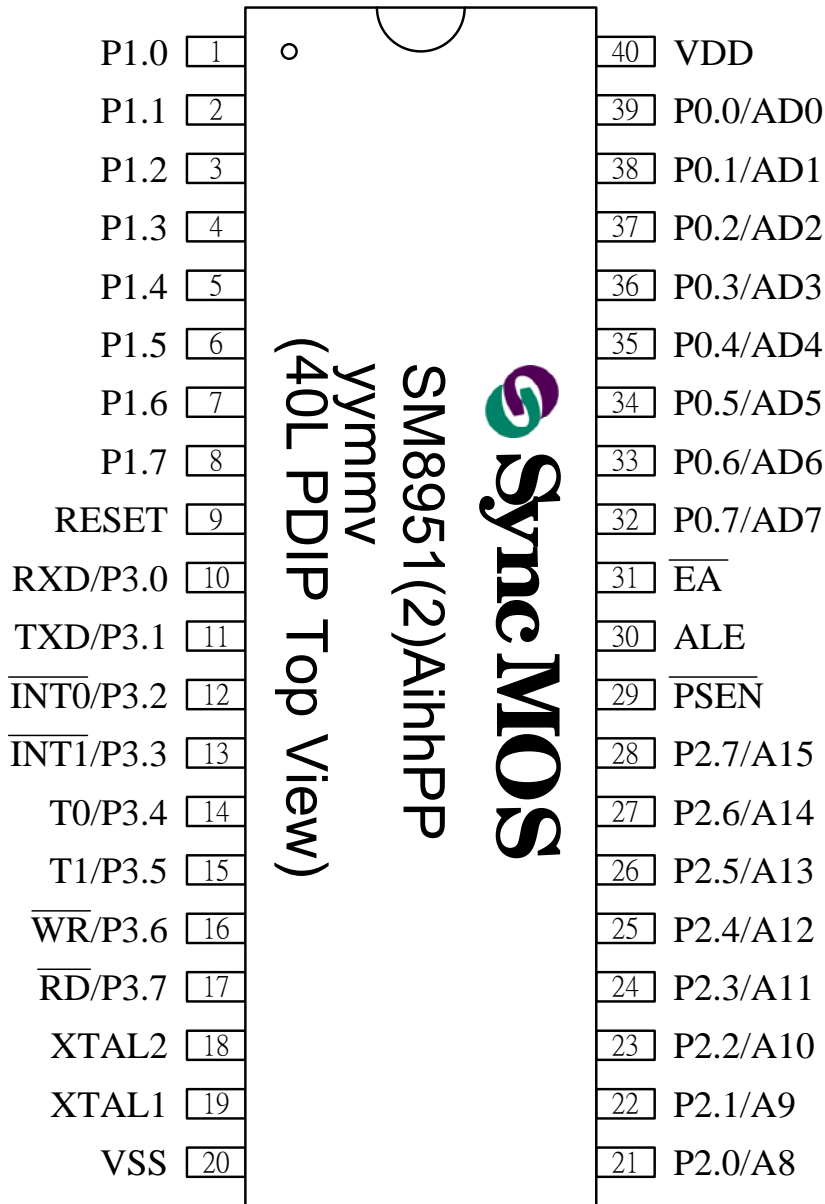 P1.0 1 40 VDD
P1.1 2 39 P0.0/AD0
P1.2 3 38 P0.1/AD1
P1.3 4 37 P0.2/AD2
P1.4 5 36 P0.3/AD3
P1.5 6 35 P0.4/AD4
P1.6 7 34 P0.5/AD5
P1.7 8 33 P0.6/AD6
RESET 9 32 P0.7/AD7
RXD/P3.0 10 31 E̅A̅
TXD/P3.1 11 30 ALE
I̅N̅T̅0̅/P3.2 12 29 P̅S̅E̅N̅
I̅N̅T̅1̅/P3.3 13 28 P2.7/A15
T0/P3.4 14 27 P2.6/A14
T1/P3.5 15 26 P2.5/A13
W̅R̅/P3.6 16 25 P2.4/A12
R̅D̅/P3.7 17 24 P2.3/A11
XTAL2 18 23 P2.2/A10
XTAL1 19 22 P2.1/A9
VSS 20 21 P2.0/A8
SyncMOS
SM8951(2)AihhPP
yymmv
(40L PDIP Top View)